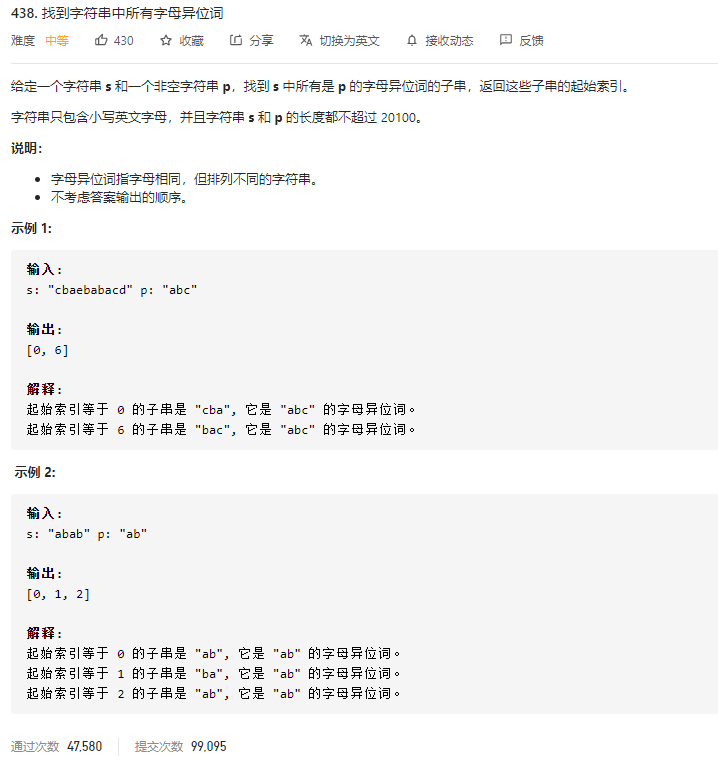 438. 找到字符串中所有字母异位词
难度 中等 430 收藏 分享 切换为英文 接收动态 反馈
给定一个字符串 s 和一个非空字符串 p，找到 s 中所有是 p 的字母异位词的子串，返回这些子串的起始索引。
字符串只包含小写英文字母，并且字符串 s 和 p 的长度都不超过 20100。
说明：
• 字母异位词指字母相同，但排列不同的字符串。
• 不考虑答案输出的顺序。
示例 1:
输入:
s: "cbaebabacd" p: "abc"
输出:
[0, 6]
解释:
起始索引等于 0 的子串是 "cba", 它是 "abc" 的字母异位词。
起始索引等于 6 的子串是 "bac", 它是 "abc" 的字母异位词。
示例 2:
输入:
s: "abab" p: "ab"
输出:
[0, 1, 2]
解释:
起始索引等于 0 的子串是 "ab", 它是 "ab" 的字母异位词。
起始索引等于 1 的子串是 "ba", 它是 "ab" 的字母异位词。
起始索引等于 2 的子串是 "ab", 它是 "ab" 的字母异位词。
通过次数 47,580 提交次数 99,095